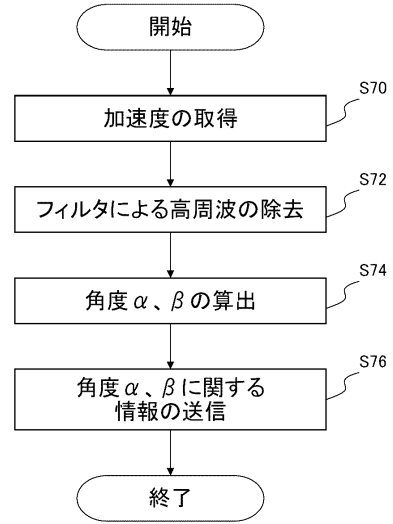 開始
S70
加速度の取得
S72
フィルタによる高周波の除去
S74
角度α、βの算出
S76
角度α、βに関する
情報の送信
終了